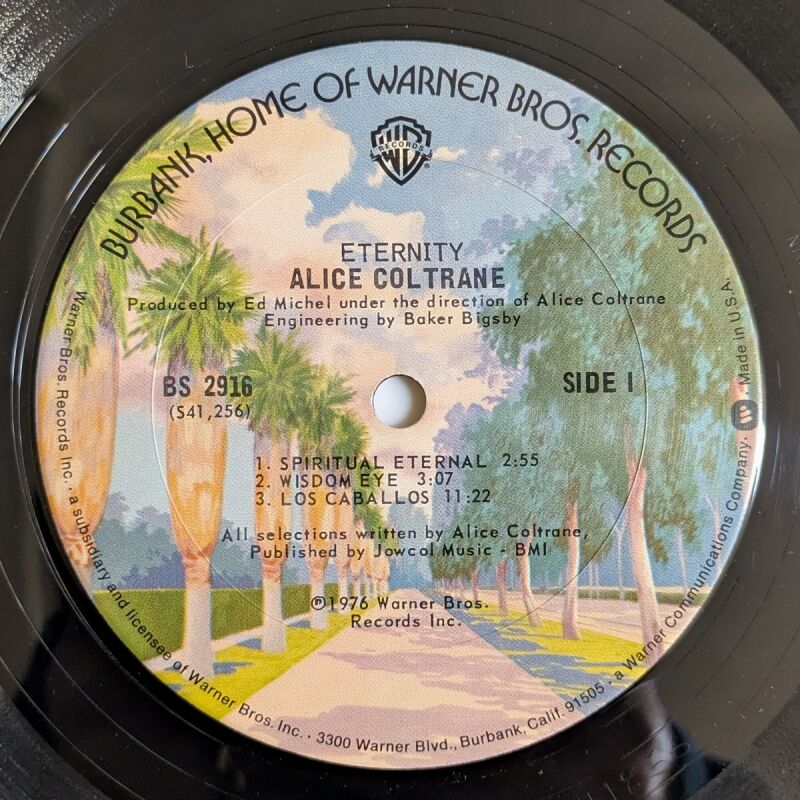 BURBANK, HOME OF WARNER BROS. RECORDS
WB
RECORDS
®
ETERNITY
ALICE COLTRANE
Produced by Ed Michel under the direction of Alice Coltrane
Engineering by Baker Bigsby
BS 2916
(S41,256)
SIDE 1
1. SPIRITUAL ETERNAL 2:55
2. WISDOM EYE 3:07
3. LOS CABALLOS 11:22
All selections written by Alice Coltrane,
Published by Jowcol Music - BMI
℗1976 Warner Bros.
Records Inc.
Warner Bros. Records Inc. · a subsidiary and licensee of Warner Bros. Inc. · 3300 Warner Blvd., Burbank, Calif. 91505 · a Warner Communications Company. · Made in U.S.A.